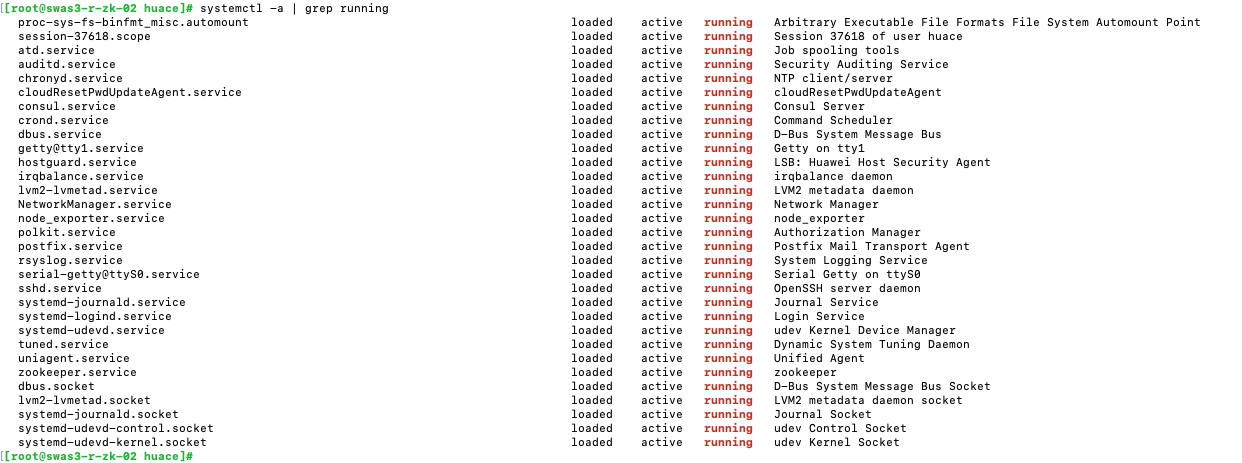 [[root@swas3-r-zk-02 huace]# systemctl -a | grep running
proc-sys-fs-binfmt_misc.automount loaded active running Arbitrary Executable File Formats File System Automount Point
session-37618.scope loaded active running Session 37618 of user huace
atd.service loaded active running Job spooling tools
auditd.service loaded active running Security Auditing Service
chronyd.service loaded active running NTP client/server
cloudResetPwdUpdateAgent.service loaded active running cloudResetPwdUpdateAgent
consul.service loaded active running Consul Server
crond.service loaded active running Command Scheduler
dbus.service loaded active running D-Bus System Message Bus
getty@tty1.service loaded active running Getty on tty1
hostguard.service loaded active running LSB: Huawei Host Security Agent
irqbalance.service loaded active running irqbalance daemon
lvm2-lvmetad.service loaded active running LVM2 metadata daemon
NetworkManager.service loaded active running Network Manager
node_exporter.service loaded active running node_exporter
polkit.service loaded active running Authorization Manager
postfix.service loaded active running Postfix Mail Transport Agent
rsyslog.service loaded active running System Logging Service
serial-getty@ttyS0.service loaded active running Serial Getty on ttyS0
sshd.service loaded active running OpenSSH server daemon
systemd-journald.service loaded active running Journal Service
systemd-logind.service loaded active running Login Service
systemd-udevd.service loaded active running udev Kernel Device Manager
tuned.service loaded active running Dynamic System Tuning Daemon
uniagent.service loaded active running Unified Agent
zookeeper.service loaded active running zookeeper
dbus.socket loaded active running D-Bus System Message Bus Socket
lvm2-lvmetad.socket loaded active running LVM2 metadata daemon socket
systemd-journald.socket loaded active running Journal Socket
systemd-udevd-control.socket loaded active running udev Control Socket
systemd-udevd-kernel.socket loaded active running udev Kernel Socket
[[root@swas3-r-zk-02 huace]#